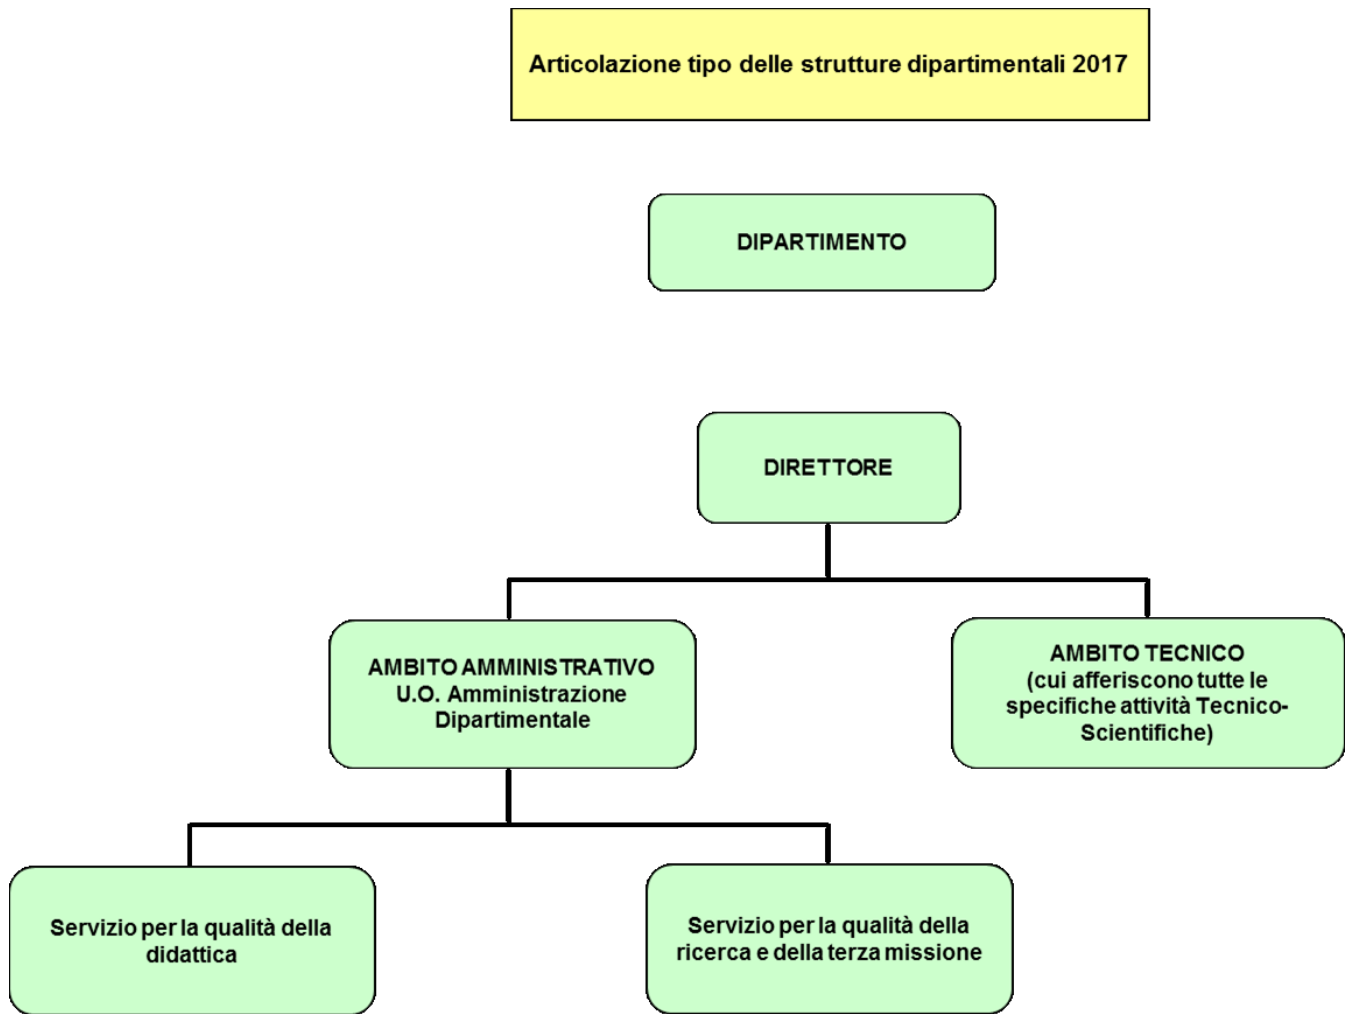 Articolazione tipo delle strutture dipartimentali 2017
DIPARTIMENTO
DIRETTORE
AMBITO AMMINISTRATIVO
U.O. Amministrazione
Dipartimentale
AMBITO TECNICO
(cui afferiscono tutte le
specifiche attività Tecnico-
Scientifiche)
Servizio per la qualità della
didattica
Servizio per la qualità della
ricerca e della terza missione